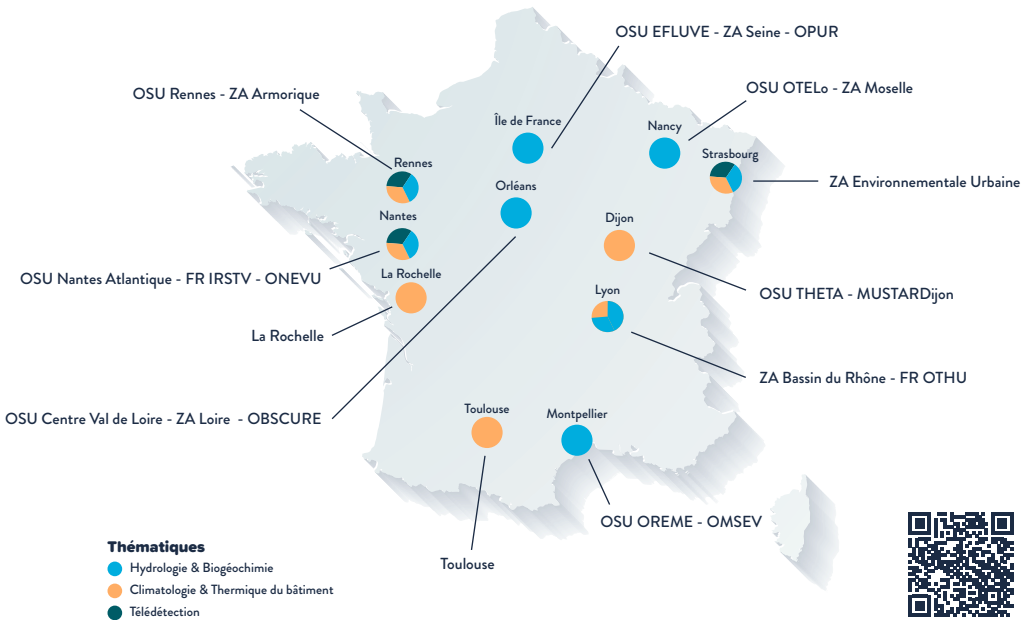 OSU EFLUVE - ZA Seine - OPUR
OSU Rennes - ZA Armorique
OSU OTELo - ZA Moselle
Île de France
Nancy
Strasbourg
Rennes
ZA Environnementale Urbaine
Orléans
Nantes
Dijon
OSU Nantes Atlantique - FR IRSTV - ONEVU
La Rochelle
Lyon
OSU THETA - MUSTARDijon
La Rochelle
ZA Bassin du Rhône - FR OTHU
OSU Centre Val de Loire - ZA Loire - OBSCURE
Toulouse
Montpellier
OSU OREME - OMSEV
Toulouse
Thématiques
Hydrologie & Biogéochimie
Climatologie & Thermique du bâtiment
Télédétection